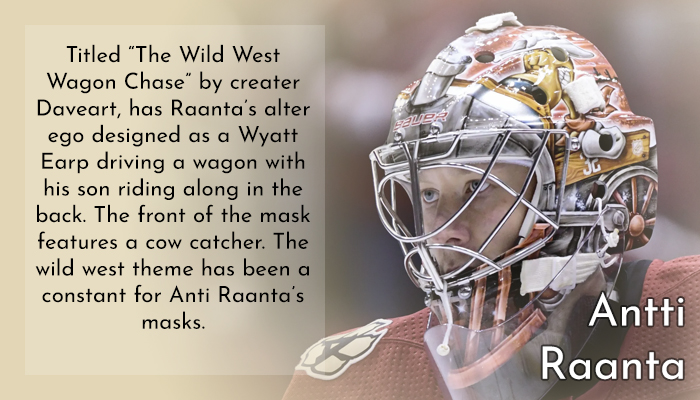 Titled “The Wild West
Wagon Chase” by creater
Daveart, has Raanta’s alter
ego designed as a Wyatt
Earp driving a wagon with
his son riding along in the
back. The front of the mask
features a cow catcher. The
wild west theme has been a
constant for Anti Raanta’s
masks.
BAUER
Antti
Raanta